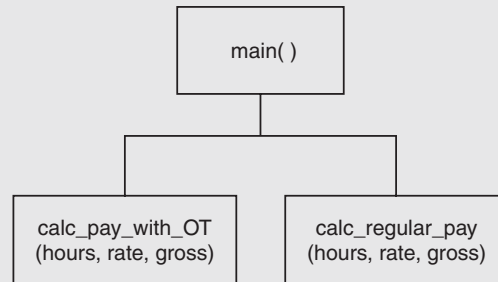 main( )
calc_pay_with_OT
(hours, rate, gross)
calc_regular_pay
(hours, rate, gross)